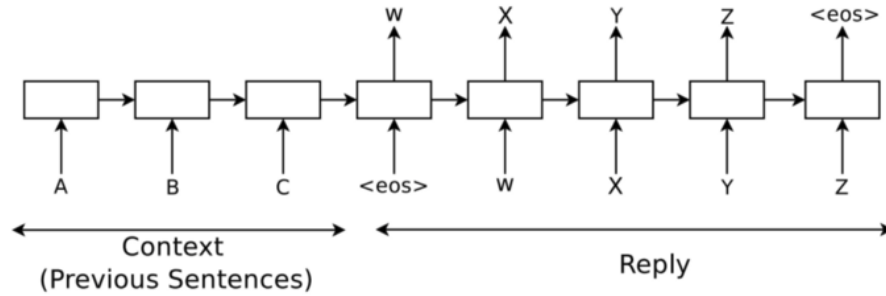 W X Y Z <eos>
A B C <eos> W X Y Z
Context
(Previous Sentences)
Reply